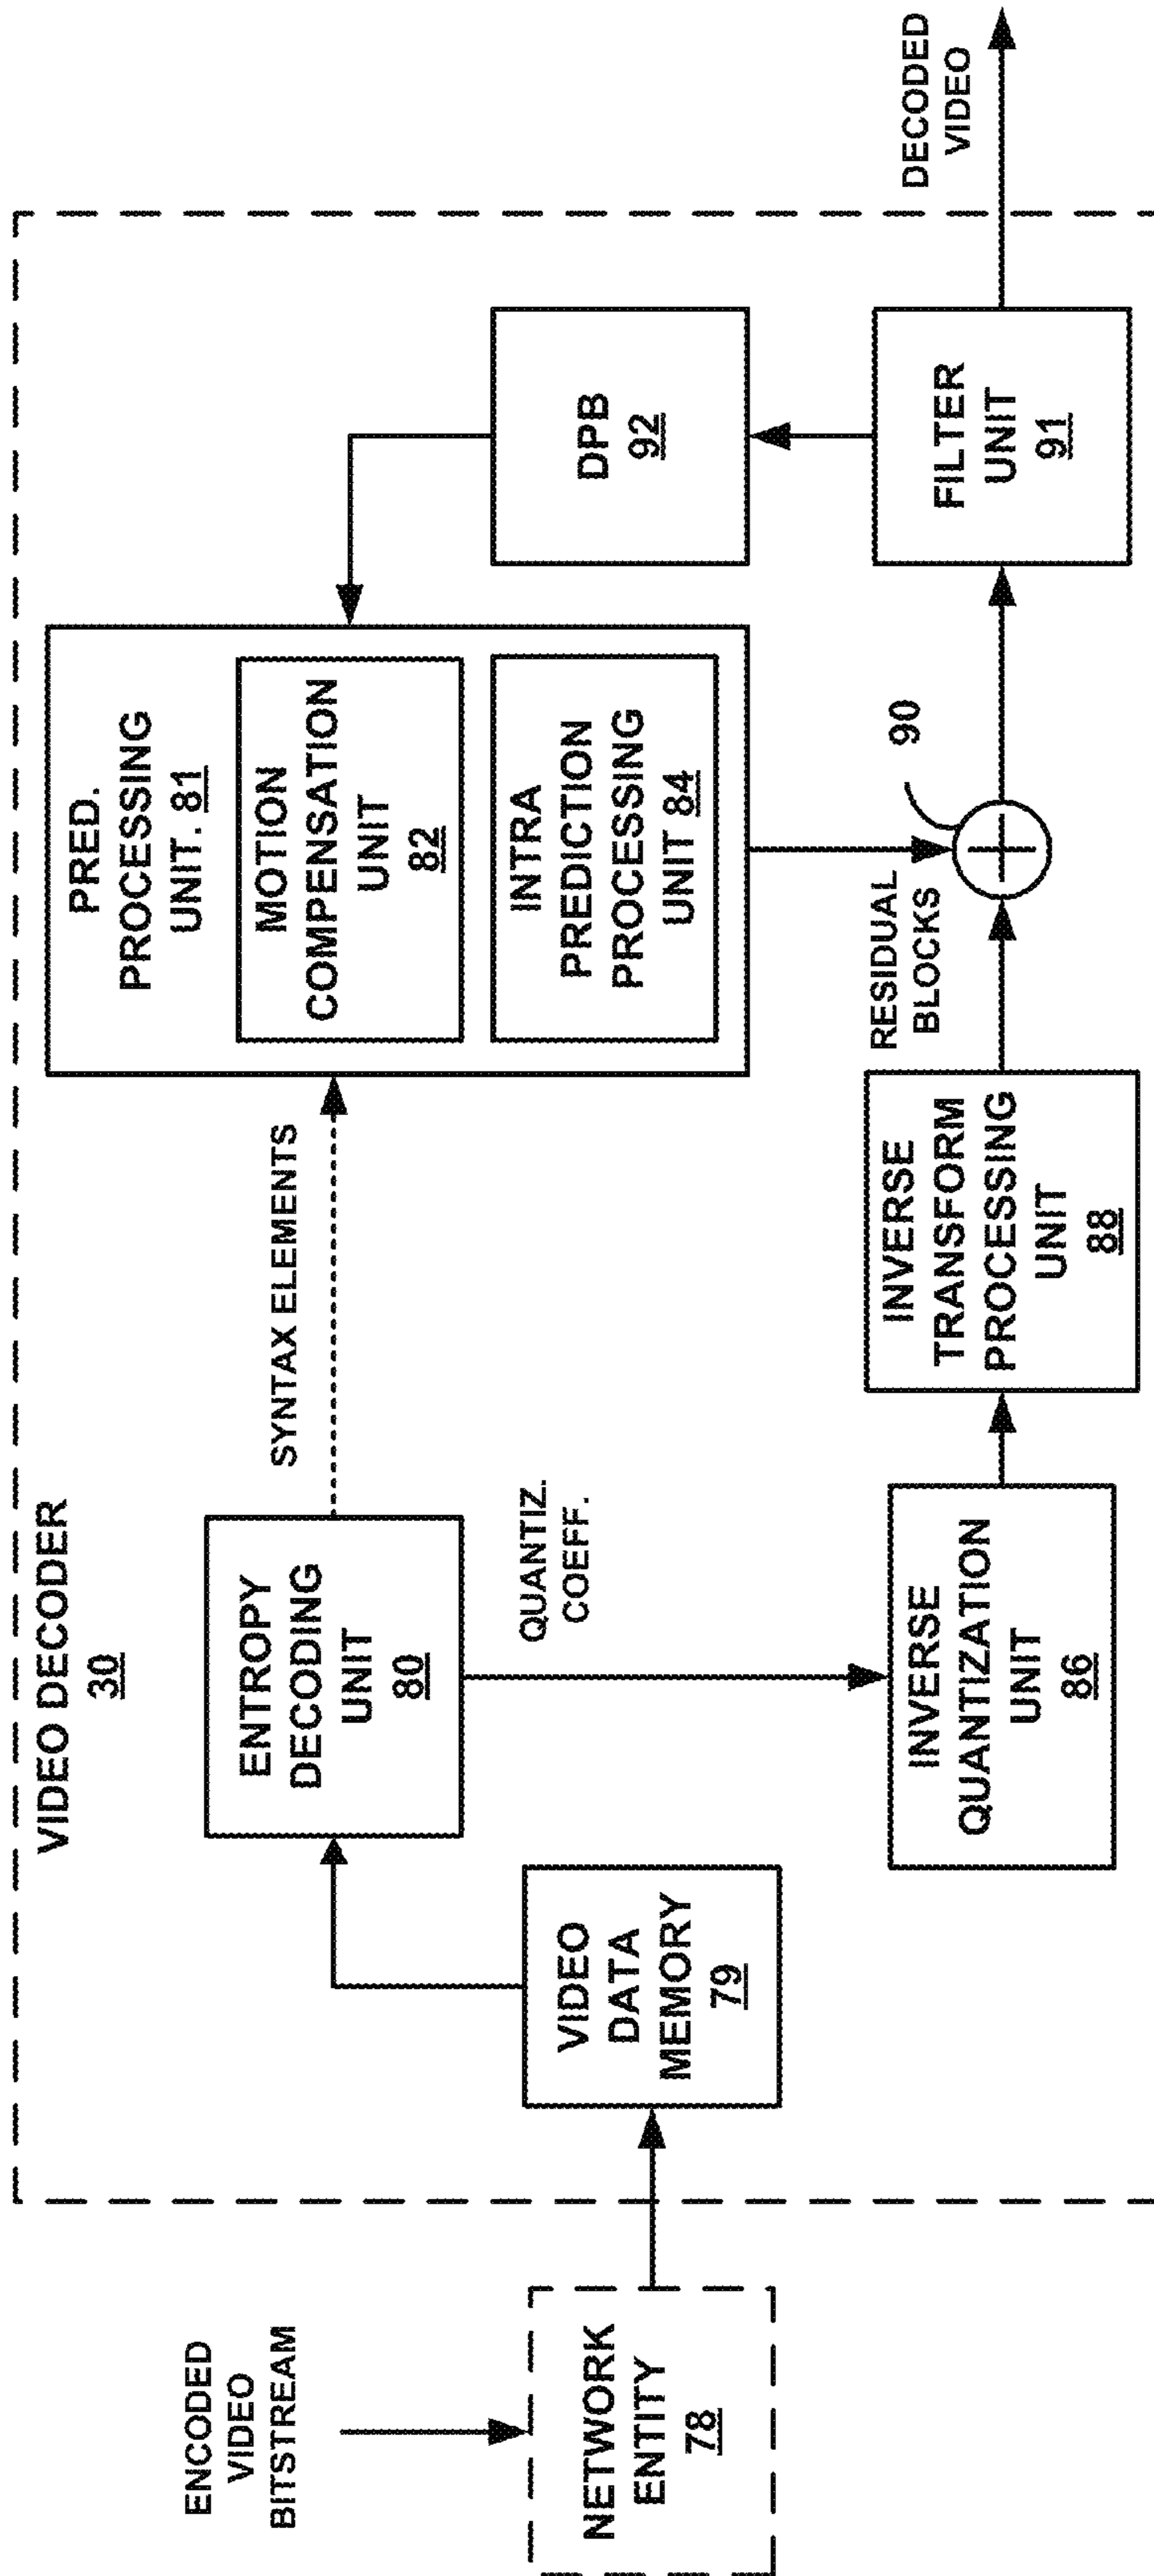 VIDEO DECODER
30
ENCODED
VIDEO
BITSTREAM
NETWORK
ENTITY
78
VIDEO
DATA
MEMORY
79
ENTROPY
DECODING
UNIT
80
SYNTAX ELEMENTS
QUANTIZ.
COEFF.
INVERSE
QUANTIZATION
UNIT
86
INVERSE
TRANSFORM
PROCESSING
UNIT
88
RESIDUAL
BLOCKS
90
PRED.
PROCESSING
UNIT. 81
MOTION
COMPENSATION
UNIT
82
INTRA
PREDICTION
PROCESSING
UNIT 84
DPB
92
FILTER
UNIT
91
DECODED
VIDEO